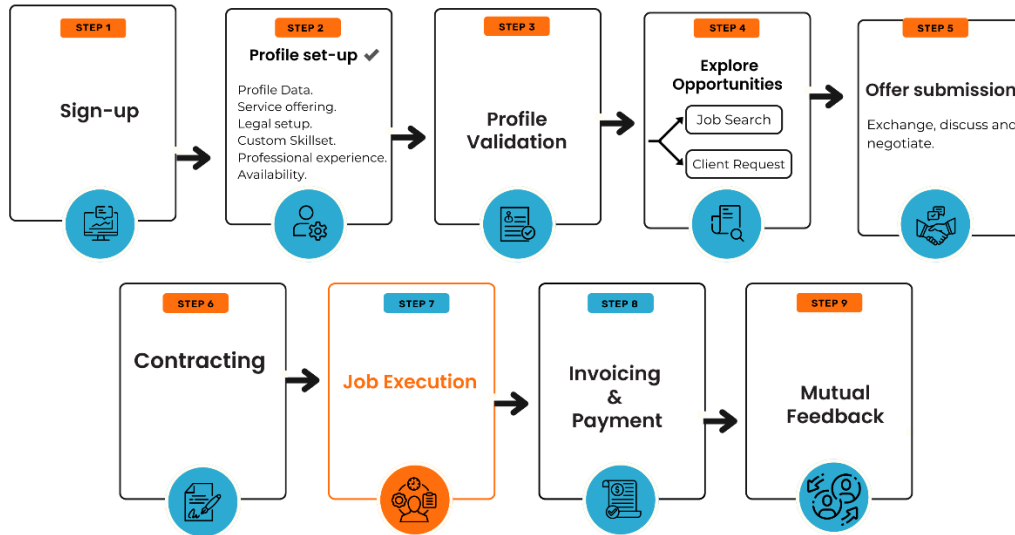 STEP 1
Sign-up
STEP 2
Profile set-up
Profile Data.
Service offering.
Legal setup.
Custom Skillset.
Professional experience.
Availability.
STEP 3
Profile
Validation
STEP 4
Explore
Opportunities
Job Search
Client Request
STEP 5
Offer submission
Exchange, discuss and
negotiate.
STEP 6
Contracting
STEP 7
Job Execution
STEP 8
Invoicing
&
Payment
STEP 9
Mutual
Feedback